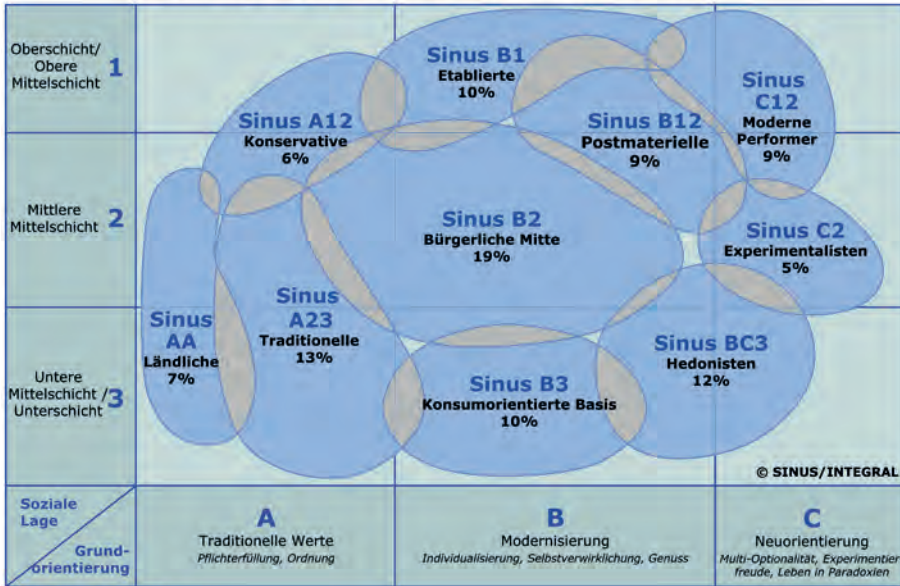 Oberschicht/
Obere
Mittelschicht
1
Sinus B1
Etablierte
10%
Sinus
C12
Moderne
Performer
9%
Sinus A12
Konservative
6%
Sinus B12
Postmaterielle
9%
Mittlere
Mittelschicht
2
Sinus B2
Bürgerliche Mitte
19%
Sinus C2
Experimentalisten
5%
Sinus
AA
Ländliche
7%
Sinus
A23
Traditionelle
13%
Sinus BC3
Hedonisten
12%
Untere
Mittelschicht /
Unterschicht
3
Sinus B3
Konsumorientierte Basis
10%
© SINUS/INTEGRAL
Soziale
Lage
Grund-
orientierung
A
Traditionelle Werte
Pflichterfüllung, Ordnung
B
Modernisierung
Individualisierung, Selbstverwirklichung, Genuss
C
Neuorientierung
Multi-Optionalität, Experimentier
freude, Leben in Paradoxien